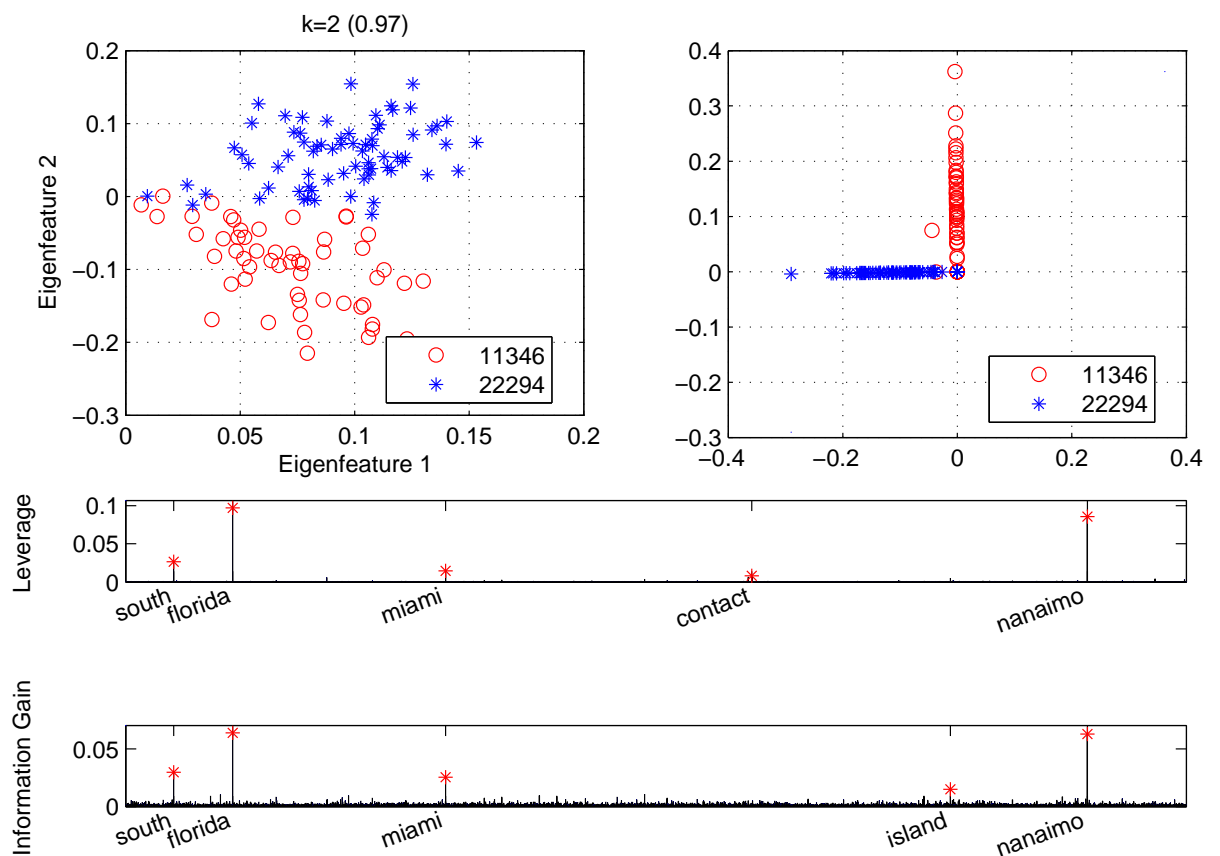 k=2 (0.97)
0.2
0.1
0
−0.1
−0.2
−0.3
Eigenfeature 2
0
0.05
0.1
0.15
0.2
Eigenfeature 1
11346
22294
0.4
0.3
0.2
0.1
0
−0.1
−0.2
−0.3
−0.4
−0.2
0
0.2
0.4
11346
22294
Leverage
0.1
0.05
0
south
florida
miami
contact
nanaimo
Information Gain
0.05
0
south
florida
miami
island
nanaimo